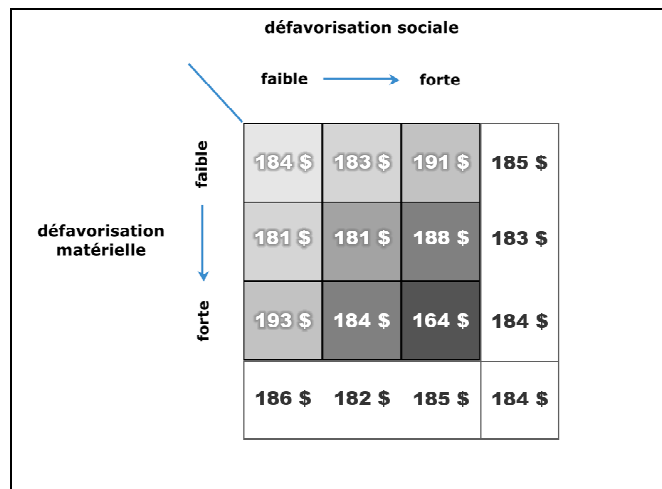 défavorisation sociale
faible forte
faible
184 $ 183 $ 191 $ 185 $
défavorisation
matérielle
181 $ 181 $ 188 $ 183 $
forte
193 $ 184 $ 164 $ 184 $
186 $ 182 $ 185 $ 184 $